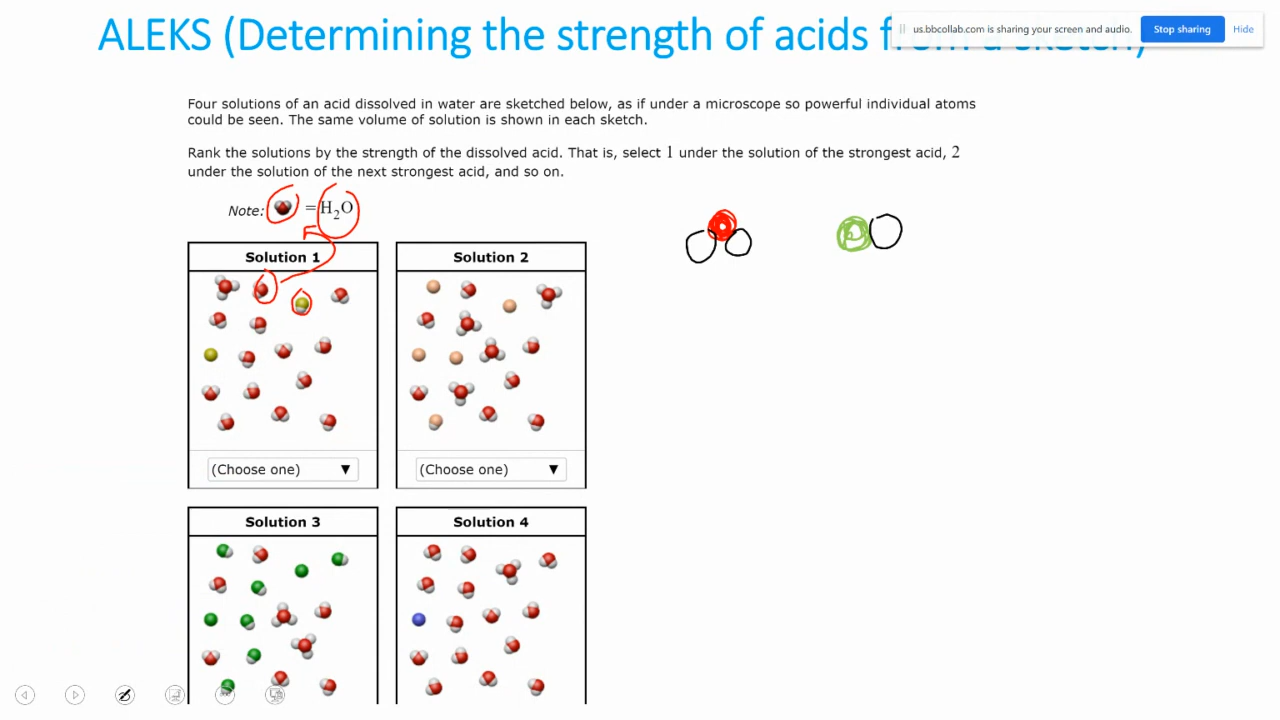 ALEKS (Determining the strength of acids from a sketch)
us.bbcollab.com is sharing your screen and audio.
Stop sharing
Hide
Four solutions of an acid dissolved in water are sketched below, as if under a microscope so powerful individual atoms
could be seen. The same volume of solution is shown in each sketch.
Rank the solutions by the strength of the dissolved acid. That is, select 1 under the solution of the strongest acid, 2
under the solution of the next strongest acid, and so on.
Note: = H₂O
Solution 1
Solution 2
(Choose one) ▼
(Choose one) ▼
Solution 3
Solution 4